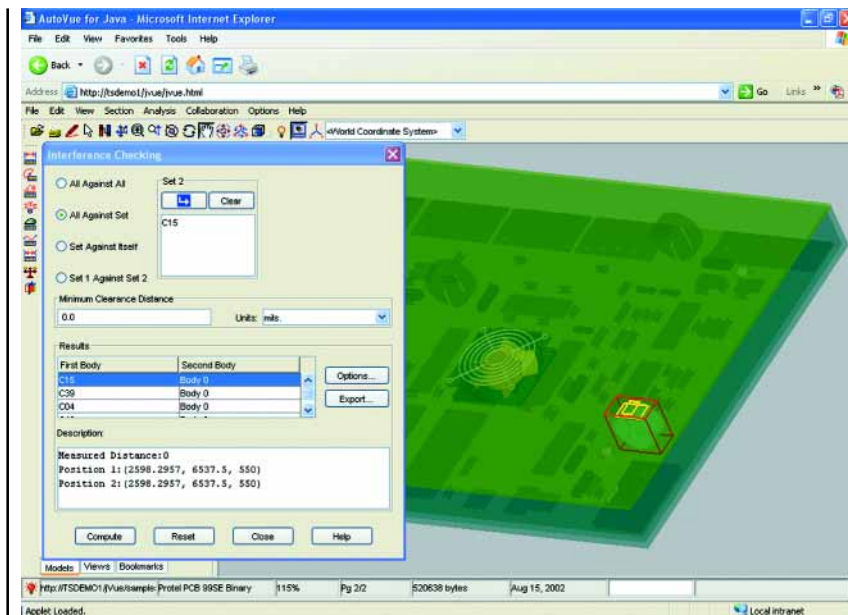 AutoVue for Java - Microsoft Internet Explorer
File Edit View Favorites Tools Help
Back
Address http://tsdemo1/jvue/jvue.html Go Links »
File Edit View Section Analysis Collaboration Options Help
<World Coordinate System>
Interference Checking
All Against All
All Against Set
Set Against Itself
Set 1 Against Set 2
Set 2
Clear
C15
Minimum Clearance Distance
0.0 Units: mils.
Results
First Body Second Body
C15 Body 0
C39 Body 0
C04 Body 0
Options...
Export...
Description:
Measured Distance:0
Position 1:(2598.2957, 6537.5, 550)
Position 2:(2598.2957, 6537.5, 550)
Compute Reset Close Help
Models Views Bookmarks
http://TSDEMO1/jVue/sample: Protel PCB 99SE Binary 115% Pg 2/2 520638 bytes Aug 15, 2002
Applet Loaded. Local intranet